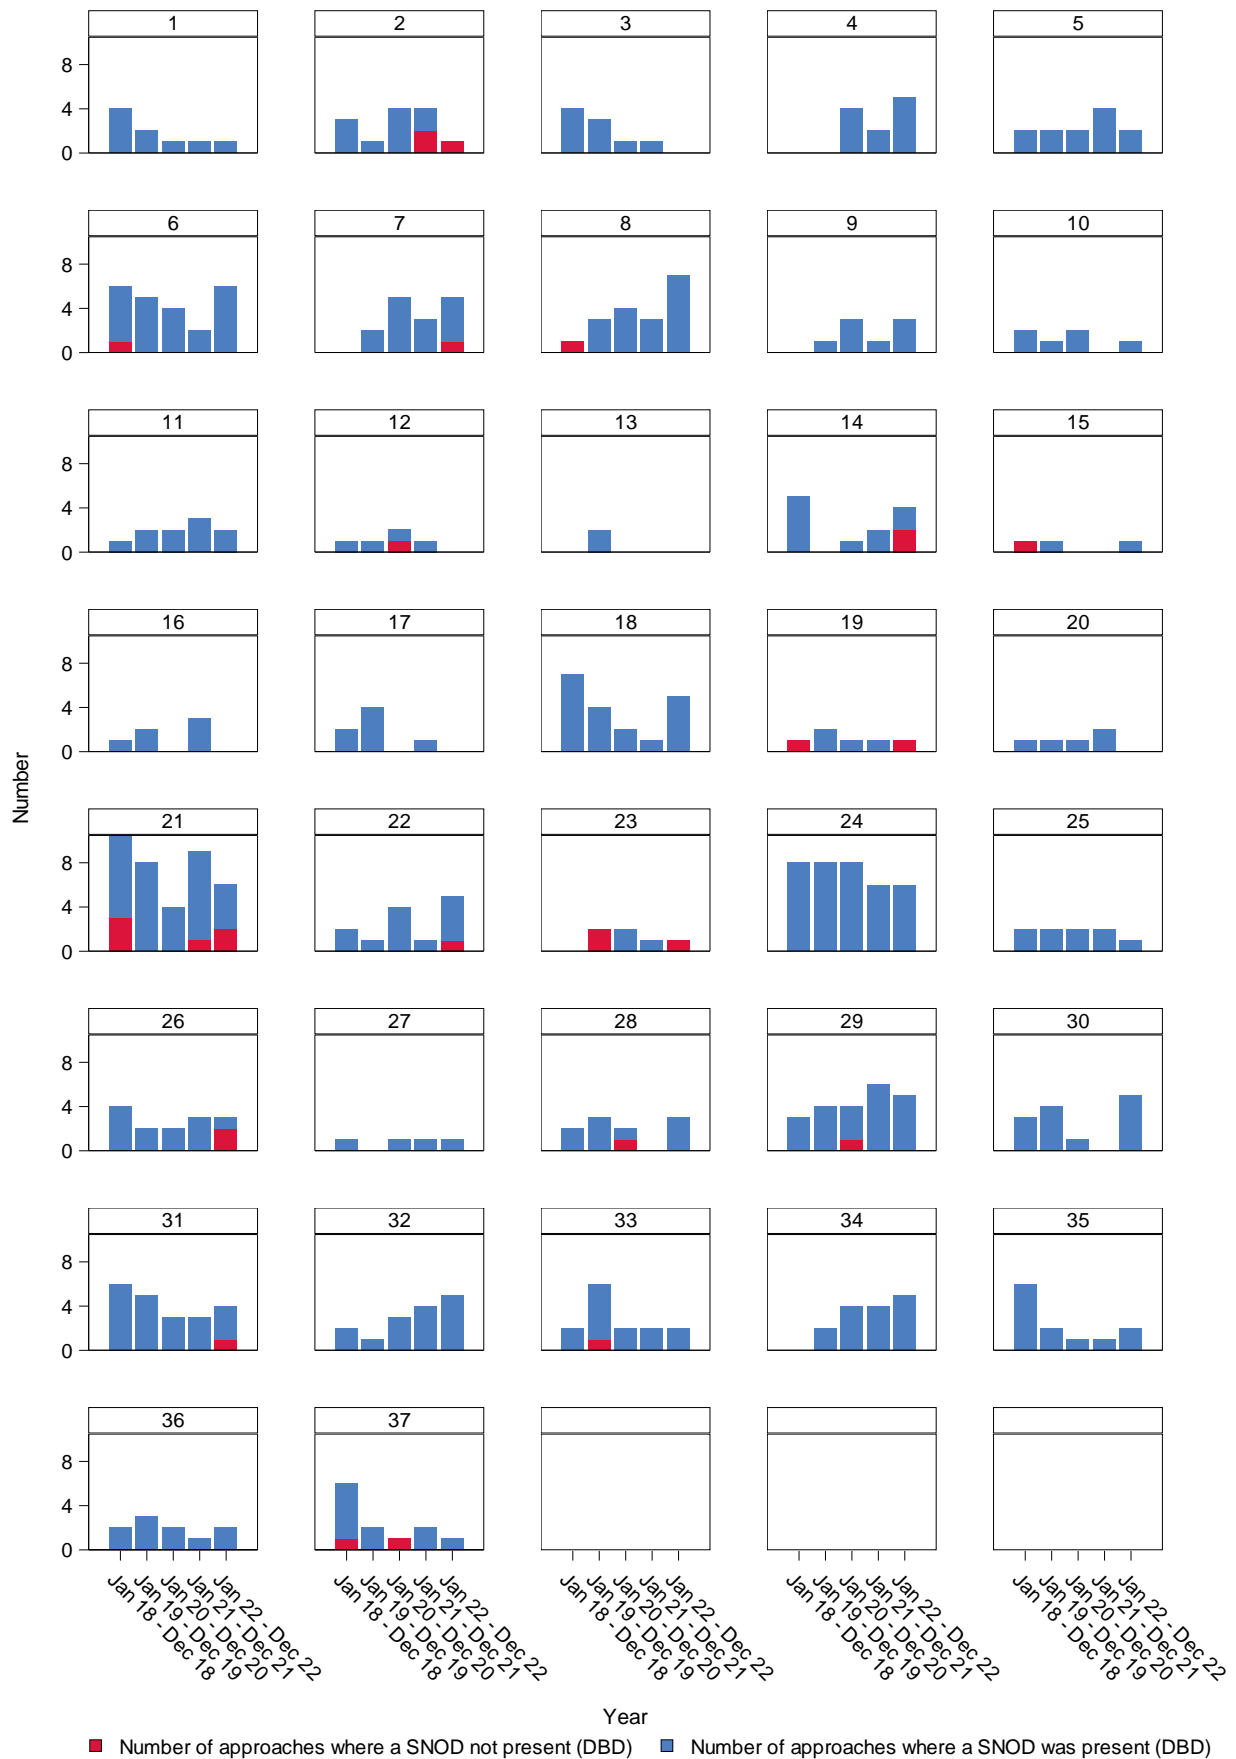 1 2 3 4 5
8
4
0
6 7 8 9 10
8
4
0
11 12 13 14 15
8
4
0
16 17 18 19 20
8
4
0
Number
21 22 23 24 25
8
4
0
26 27 28 29 30
8
4
0
31 32 33 34 35
8
4
0
36 37
8
4
0
Jan 18 - Dec 18
Jan 19 - Dec 19
Jan 20 - Dec 20
Jan 21 - Dec 21
Jan 22 - Dec 22
Jan 18 - Dec 18
Jan 19 - Dec 19
Jan 20 - Dec 20
Jan 21 - Dec 21
Jan 22 - Dec 22
Jan 18 - Dec 18
Jan 19 - Dec 19
Jan 20 - Dec 20
Jan 21 - Dec 21
Jan 22 - Dec 22
Jan 18 - Dec 18
Jan 19 - Dec 19
Jan 20 - Dec 20
Jan 21 - Dec 21
Jan 22 - Dec 22
Jan 18 - Dec 18
Jan 19 - Dec 19
Jan 20 - Dec 20
Jan 21 - Dec 21
Jan 22 - Dec 22
Year
Number of approaches where a SNOD not present (DBD) Number of approaches where a SNOD was present (DBD)